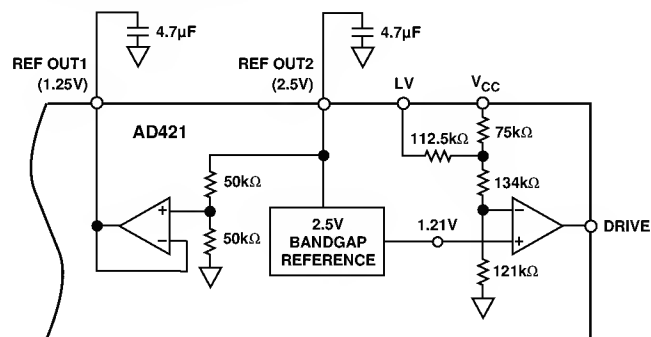 4.7µF
4.7µF
REF OUT1
(1.25V)
REF OUT2
(2.5V)
LV
VCC
AD421
112.5kΩ
75kΩ
50kΩ
134kΩ
+
–
50kΩ
2.5V
BANDGAP
REFERENCE
1.21V
–
+
DRIVE
121kΩ